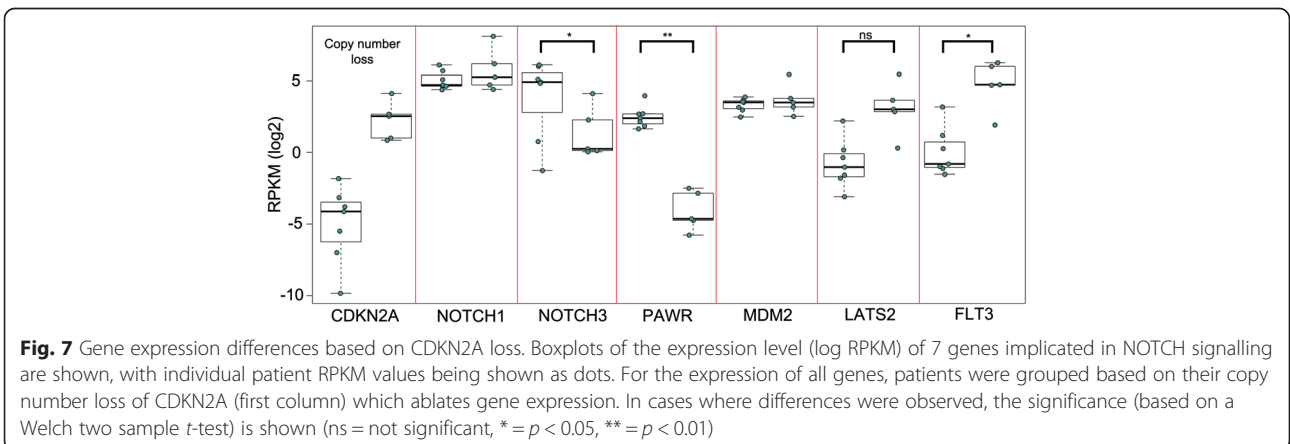 Copy number
loss
*
**
ns
*
RPKM (log2)
5
0
-5
-10
CDKN2A NOTCH1 NOTCH3 PAWR MDM2 LATS2 FLT3
Fig. 7 Gene expression differences based on CDKN2A loss. Boxplots of the expression level (log RPKM) of 7 genes implicated in NOTCH signalling
are shown, with individual patient RPKM values being shown as dots. For the expression of all genes, patients were grouped based on their copy
number loss of CDKN2A (first column) which ablates gene expression. In cases where differences were observed, the significance (based on a
Welch two sample t-test) is shown (ns = not significant, * = p < 0.05, ** = p < 0.01)